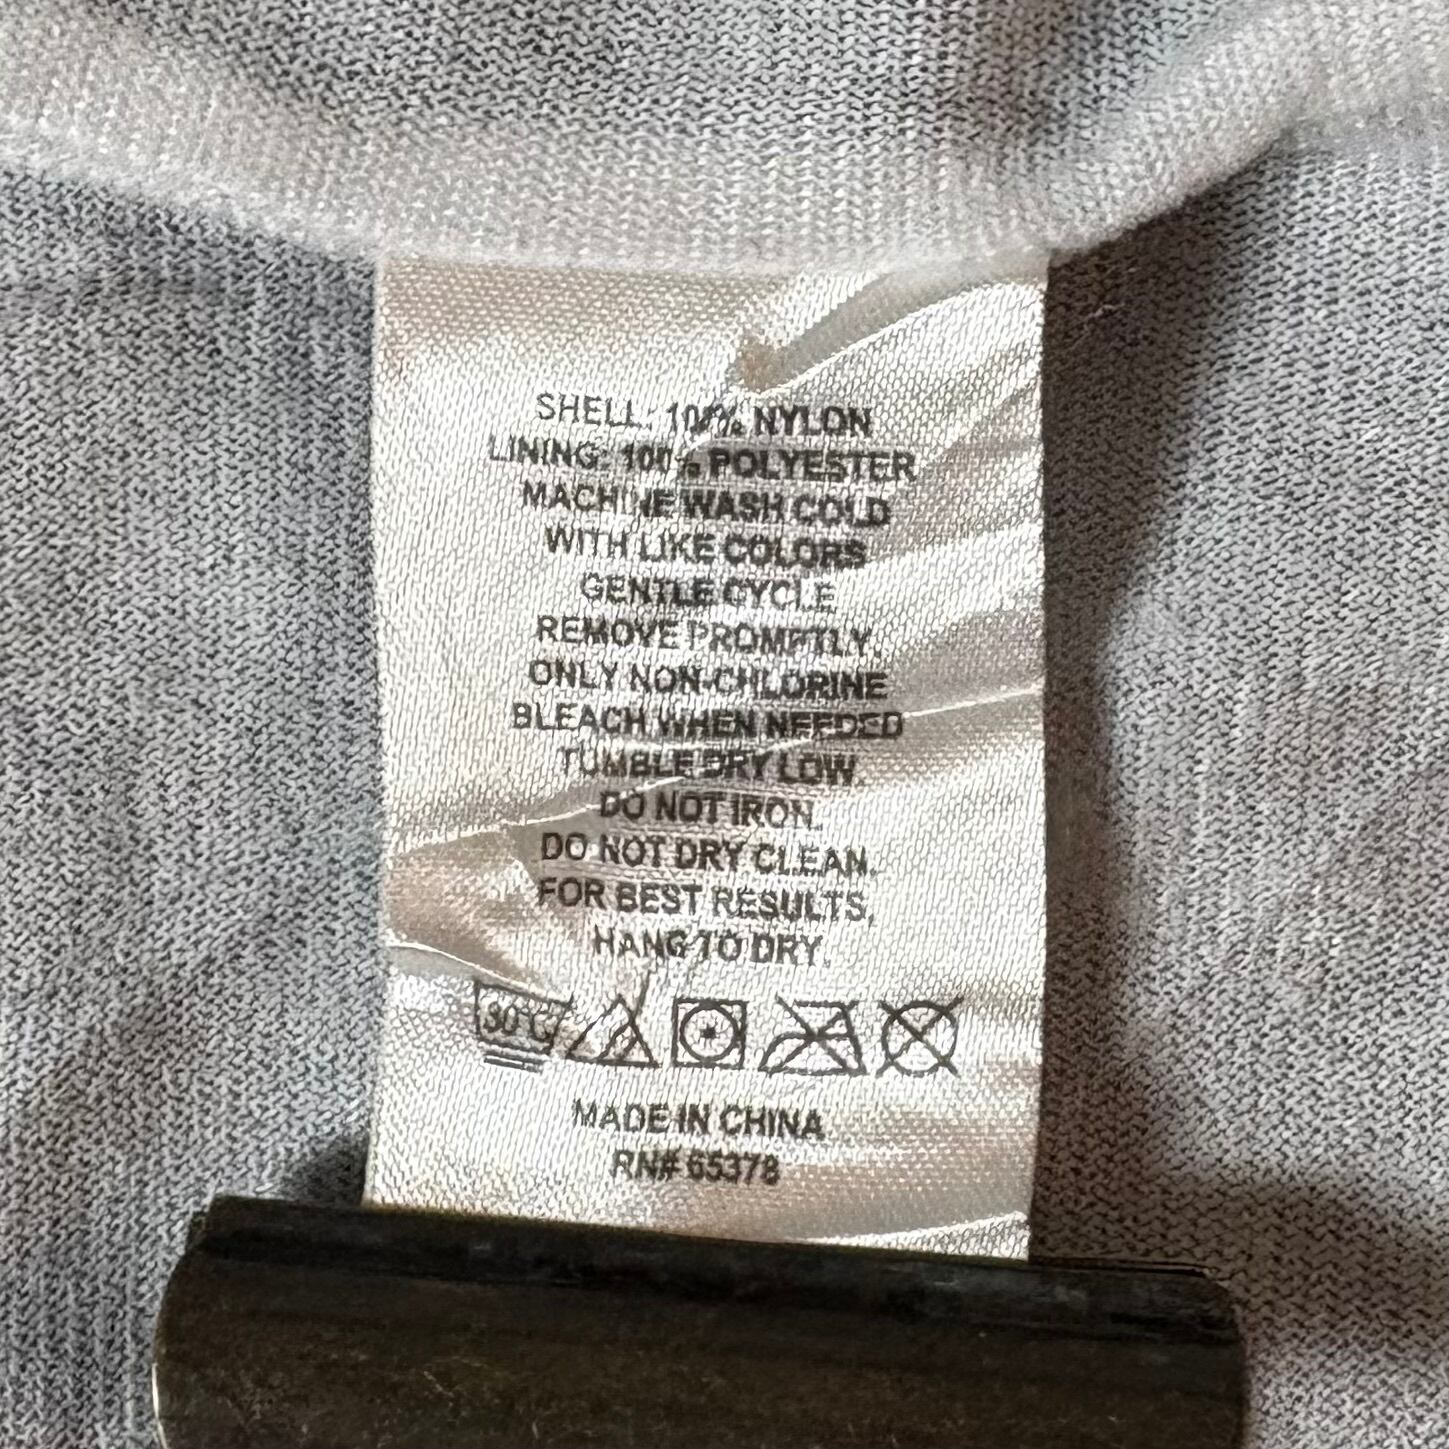 SHELL: 100% NYLON
LINING: 100% POLYESTER
MACHINE WASH COLD
WITH LIKE COLORS
GENTLE CYCLE
REMOVE PROMPTLY.
ONLY NON-CHLORINE
BLEACH WHEN NEEDED
TUMBLE DRY LOW.
DO NOT IRON.
DO NOT DRY CLEAN.
FOR BEST RESULTS,
HANG TO DRY.
30°C
MADE IN CHINA
RN# 65378